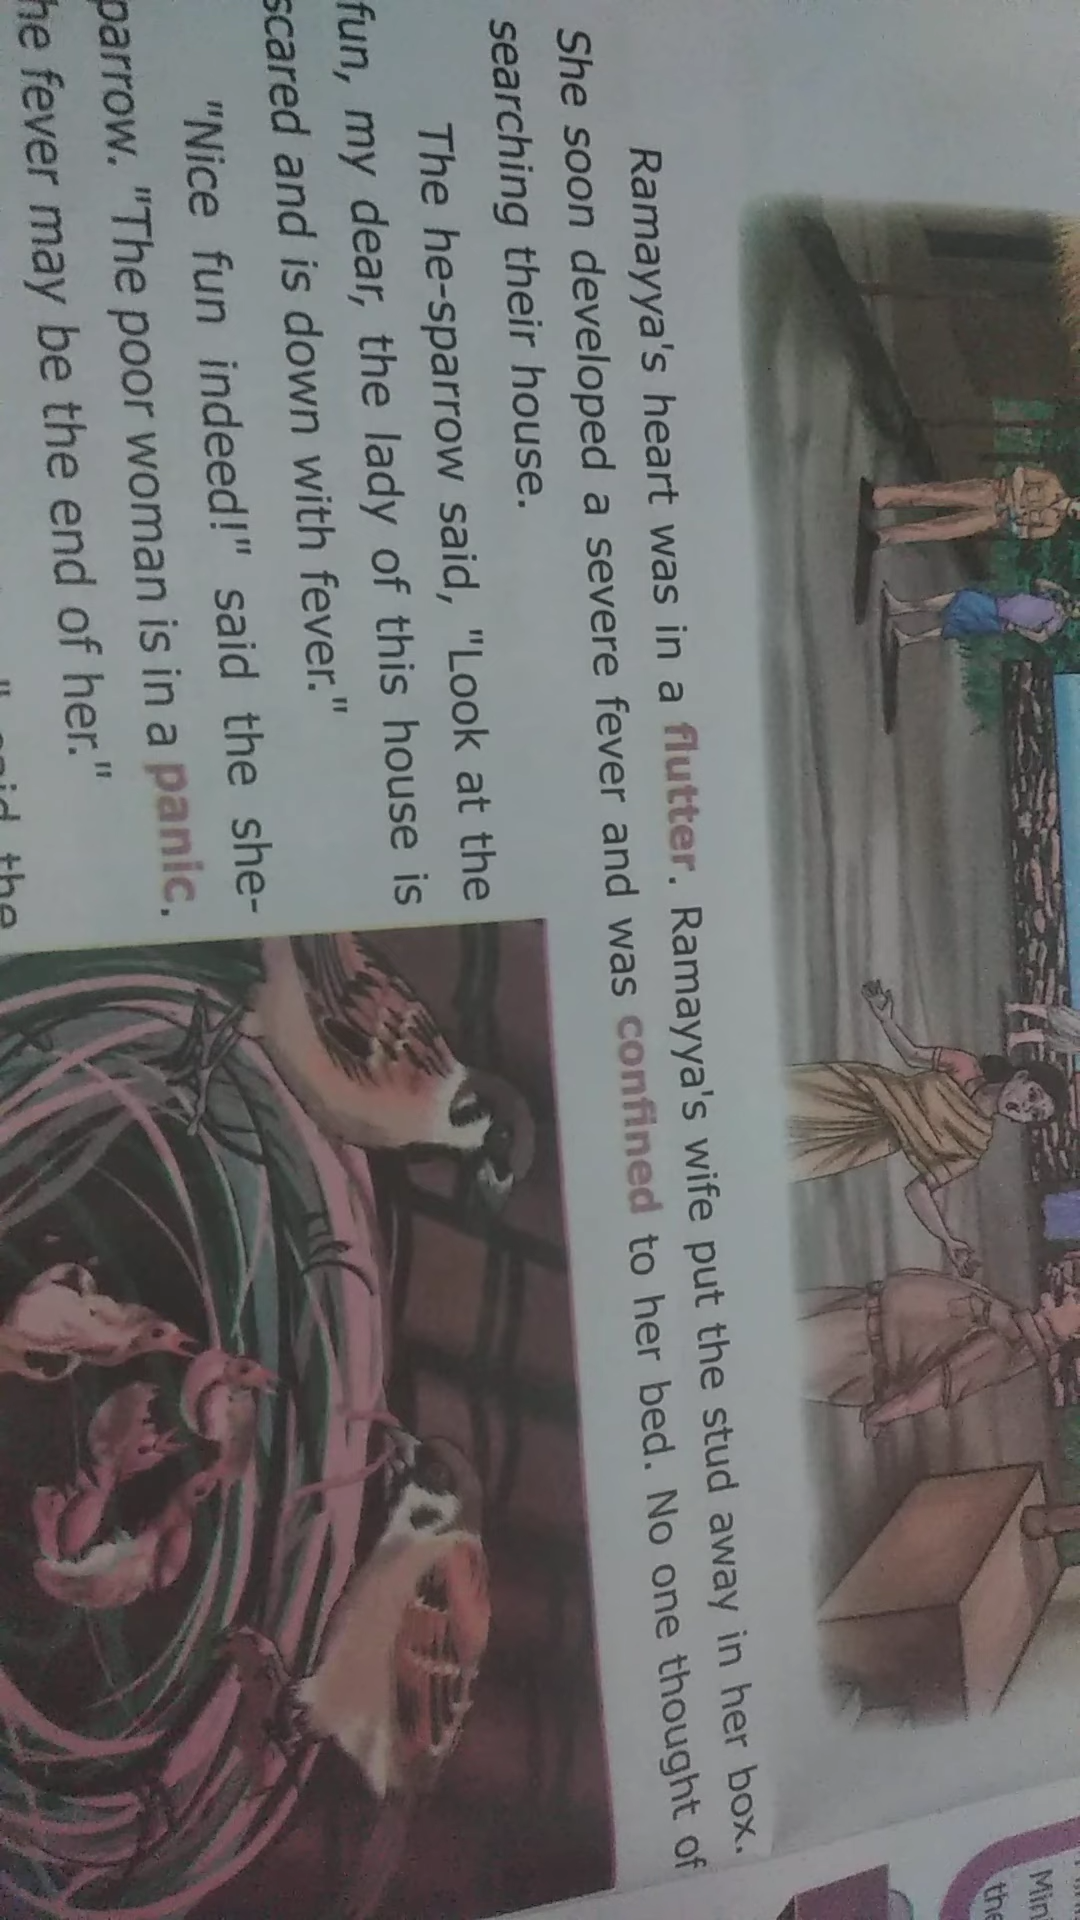 Ramayya's heart was in a flutter. Ramayya's wife put the stud away in her box.
She soon developed a severe fever and was confined to her bed. No one thought of
searching their house.
The he-sparrow said, "Look at the
fun, my dear, the lady of this house is
scared and is down with fever."
"Nice fun indeed!" said the she-
parrow. "The poor woman is in a panic.
he fever may be the end of her."
the
Min
the